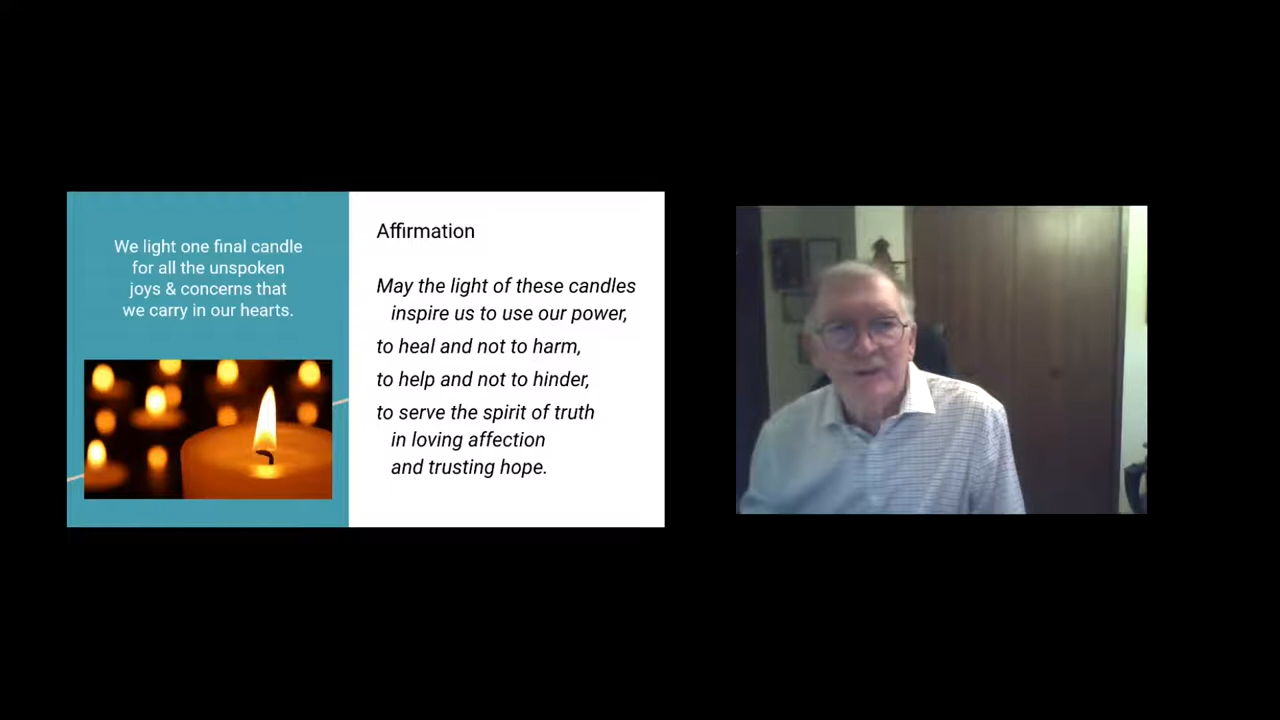 We light one final candle
for all the unspoken
joys & concerns that
we carry in our hearts.
Affirmation
May the light of these candles
inspire us to use our power,
to heal and not to harm,
to help and not to hinder,
to serve the spirit of truth
in loving affection
and trusting hope.